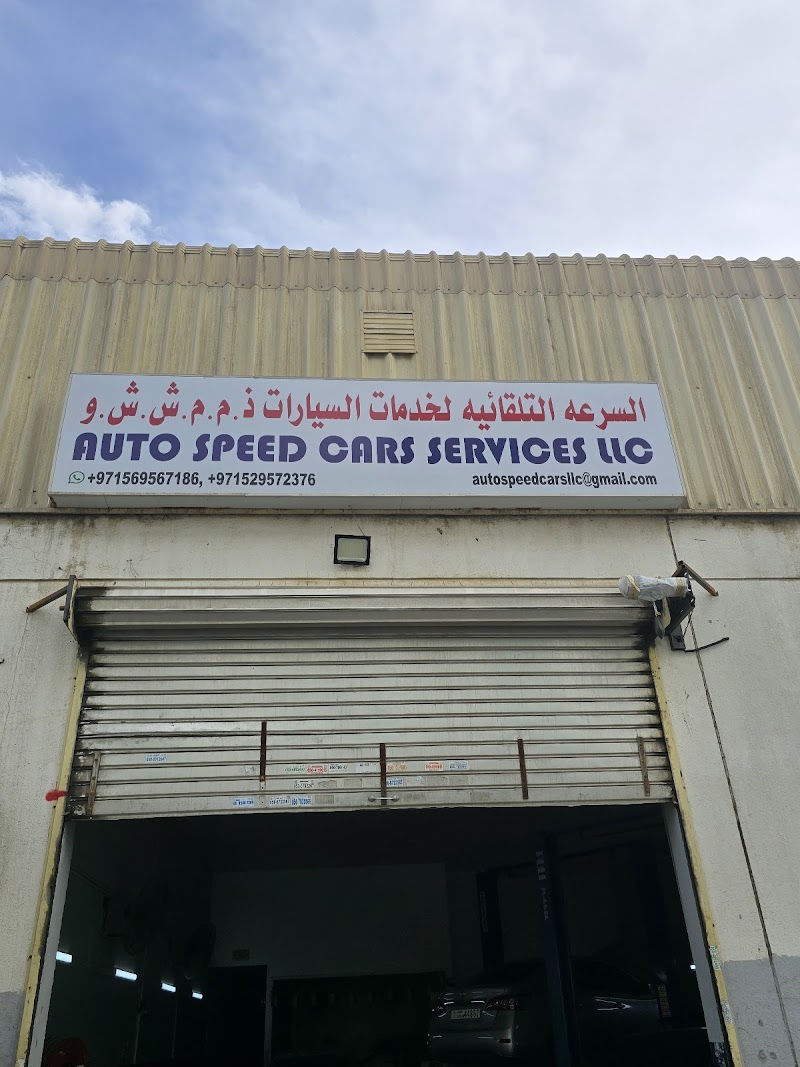 السرعه التلقائيه لخدمات السيارات ذ.م.م.ش.ش.و
AUTO SPEED CARS SERVICES LLC
+971569567186, +971529572376
autospeedcarsllc@gmail.com